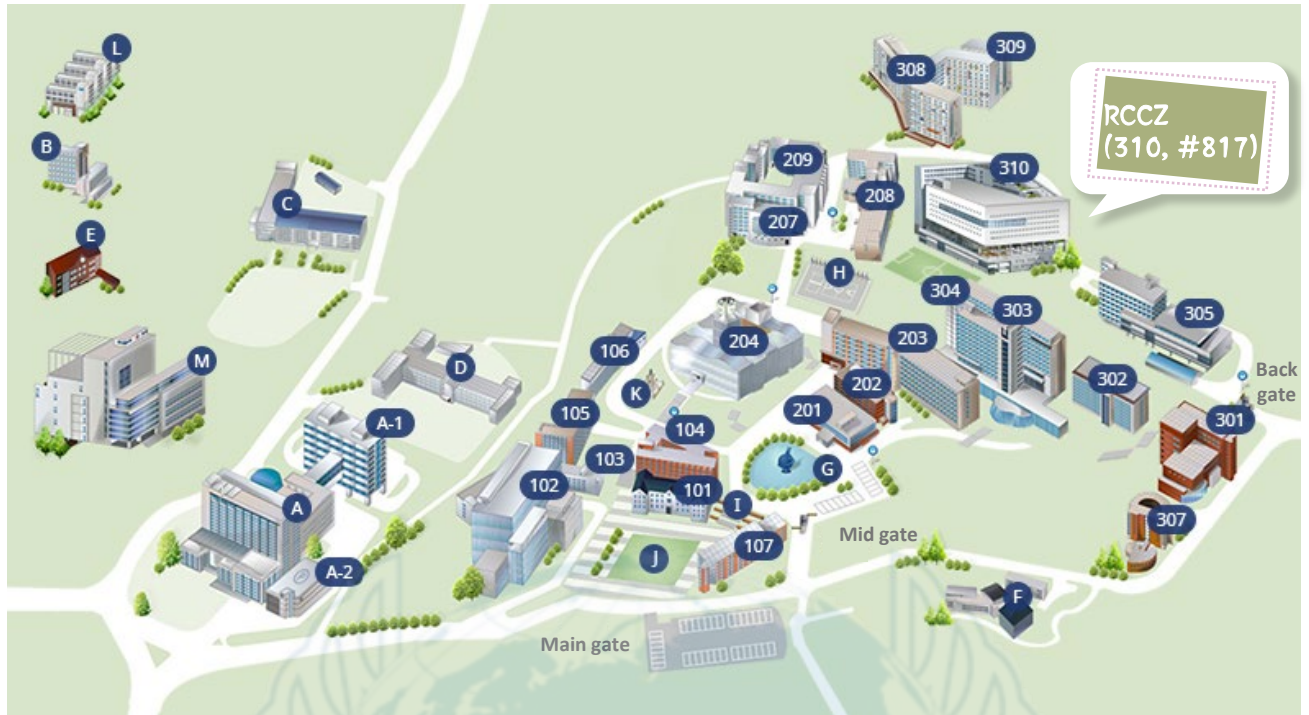 L
309
308
RCCZ
(310, #817)
B
209
208
310
C
207
E
H
304
303
305
204
203
M
106
D
K
202
302
Back
gate
A-1
105
201
301
104
103
G
102
101
I
A
307
J
107
Mid gate
A-2
F
Main gate